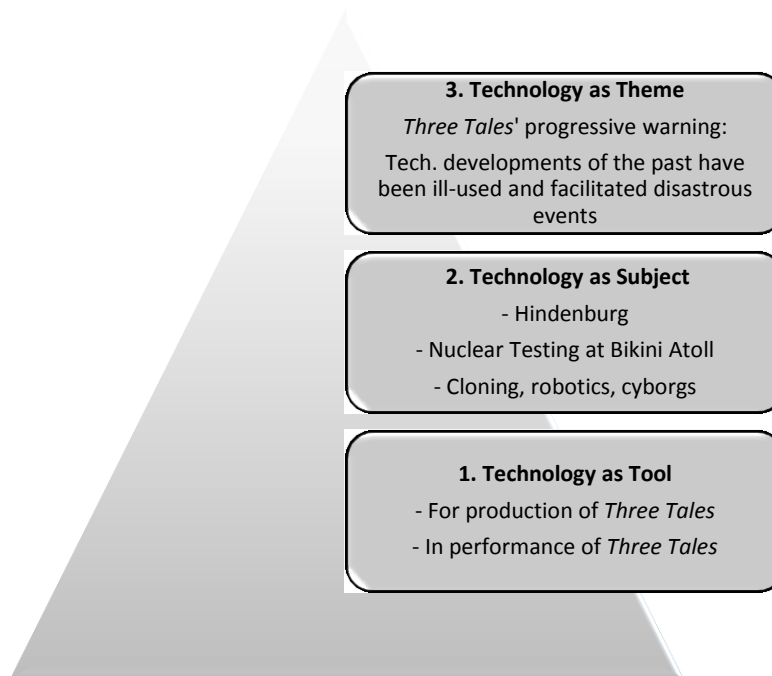 3. Technology as Theme
Three Tales' progressive warning:
Tech. developments of the past have
been ill-used and facilitated disastrous
events
2. Technology as Subject
- Hindenburg
- Nuclear Testing at Bikini Atoll
- Cloning, robotics, cyborgs
1. Technology as Tool
- For production of Three Tales
- In performance of Three Tales